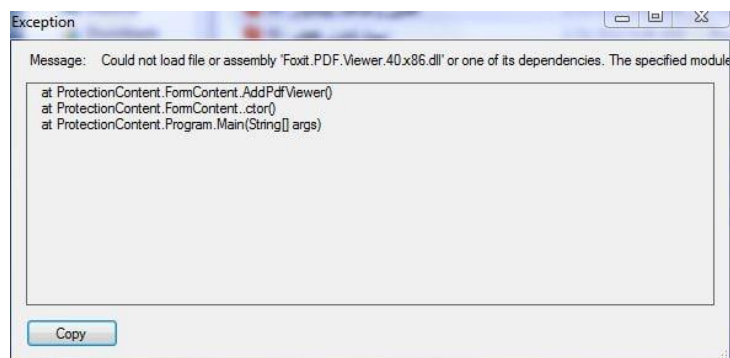 Exception
Message: Could not load file or assembly 'Foxit.PDF.Viewer.40.x86.dll' or one of its dependencies. The specified module
at ProtectionContent.FormContent.AddPdfViewer()
at ProtectionContent.FormContent..ctor()
at ProtectionContent.Program.Main(String[] args)
Copy